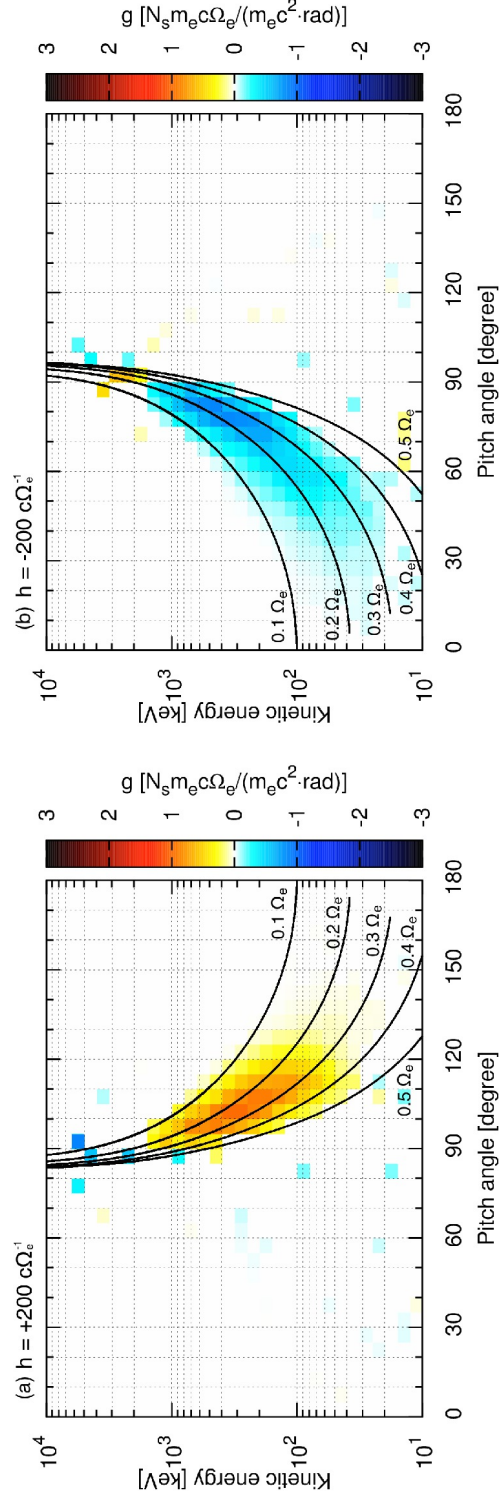 (a) h = +200 cΩe⁻¹
Kinetic energy [keV]
10⁴
10³
10²
10¹
0.1 Ωe
0.2 Ωe
0.3 Ωe
0.4 Ωe
0.5 Ωe
0 30 60 90 120 150 180
Pitch angle [degree]
3
2
1
0
-1
-2
-3
g [NsmecΩe/(mec²·rad)]
(b) h = -200 cΩe⁻¹
Kinetic energy [keV]
10⁴
10³
10²
10¹
0.1 Ωe
0.2 Ωe
0.3 Ωe
0.4 Ωe
0.5 Ωe
0 30 60 90 120 150 180
Pitch angle [degree]
3
2
1
0
-1
-2
-3
g [NsmecΩe/(mec²·rad)]